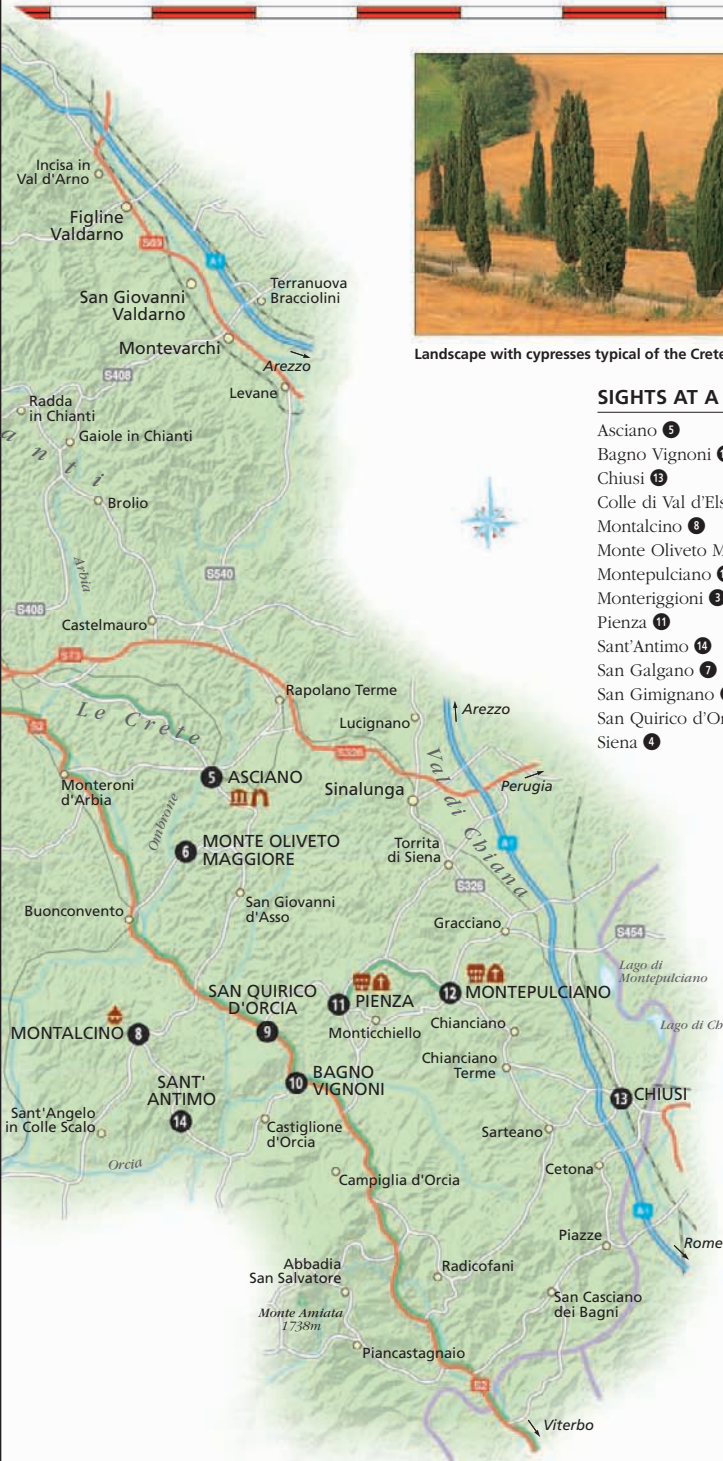 Landscape with cypresses typical of the Crete
SIGHTS AT A
Asciano 5
Bagno Vignoni
Chiusi 13
Colle di Val d'Els
Montalcino 8
Monte Oliveto M
Montepulciano
Monteriggioni 3
Pienza 11
Sant'Antimo 14
San Galgano 7
San Gimignano
San Quirico d'Or
Siena 4
Incisa in
Val d'Arno
Figline
Valdarno
S69
A1
San Giovanni
Valdarno
Terranuova
Bracciolini
Montevarchi
Arezzo
S408
Levane
Radda
in Chianti
Gaiole in Chianti
anti
Brolio
Arbia
S540
S408
Castelmauro
S73
Rapolano Terme
Le Crete
Lucignano
Arezzo
S2
Val di Chiana
5 ASCIANO
Sinalunga
Perugia
Monteroni
d'Arbia
Ombrone
6 MONTE OLIVETO
MAGGIORE
Torrita
di Siena
A1
S326
San Giovanni
d'Asso
Buonconvento
Gracciano
S454
Lago di
Montepulciano
SAN QUIRICO
D'ORCIA
9
11 PIENZA
12 MONTEPULCIANO
Monticchiello
Chianciano
Lago di Ch
MONTALCINO 8
Chianciano
Terme
10 BAGNO
VIGNONI
SANT'
ANTIMO
14
13 CHIUSI
Sant'Angelo
in Colle Scalo
Castiglione
d'Orcia
Sarteano
Orcia
Cetona
Campiglia d'Orcia
A1
Piazze
Rome
Abbadia
San Salvatore
Radicofani
Monte Amiata
1738m
San Casciano
dei Bagni
Piancastagnaio
S2
Viterbo